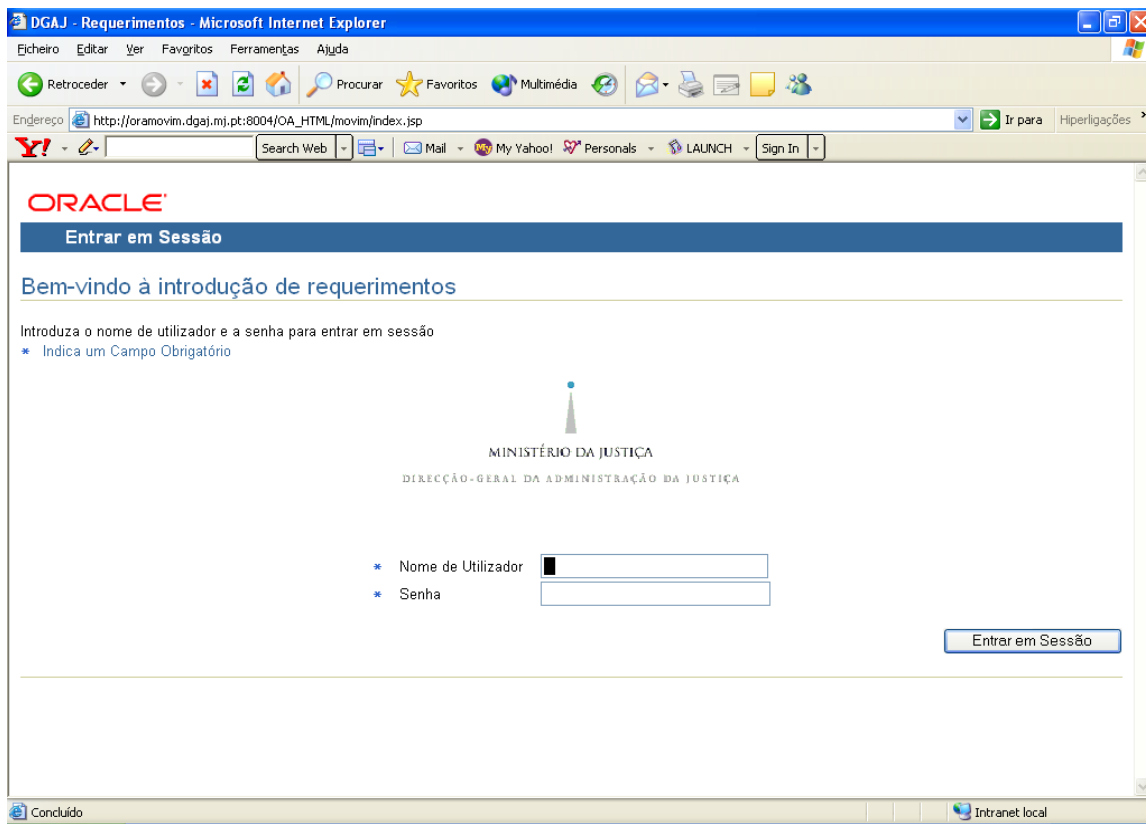 DGAJ - Requerimentos - Microsoft Internet Explorer
Ficheiro Editar Ver Favoritos Ferramentas Ajuda
Retroceder Procurar Favoritos Multimédia
Endereço http://oramovim.dgaj.mj.pt:8004/OA_HTML/movim/index.jsp Ir para Hiperligações
Y! Search Web Mail My Yahoo! Personals LAUNCH Sign In
ORACLE
Entrar em Sessão
Bem-vindo à introdução de requerimentos
Introduza o nome de utilizador e a senha para entrar em sessão
* Indica um Campo Obrigatório
MINISTÉRIO DA JUSTIÇA
DIRECÇÃO-GERAL DA ADMINISTRAÇÃO DA JUSTIÇA
* Nome de Utilizador
* Senha
Entrar em Sessão
Concluído Intranet local